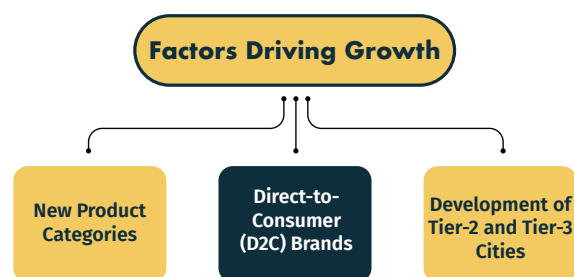 Factors Driving Growth
New Product
Categories
Direct-to-
Consumer
(D2C) Brands
Development of
Tier-2 and Tier-3
Cities